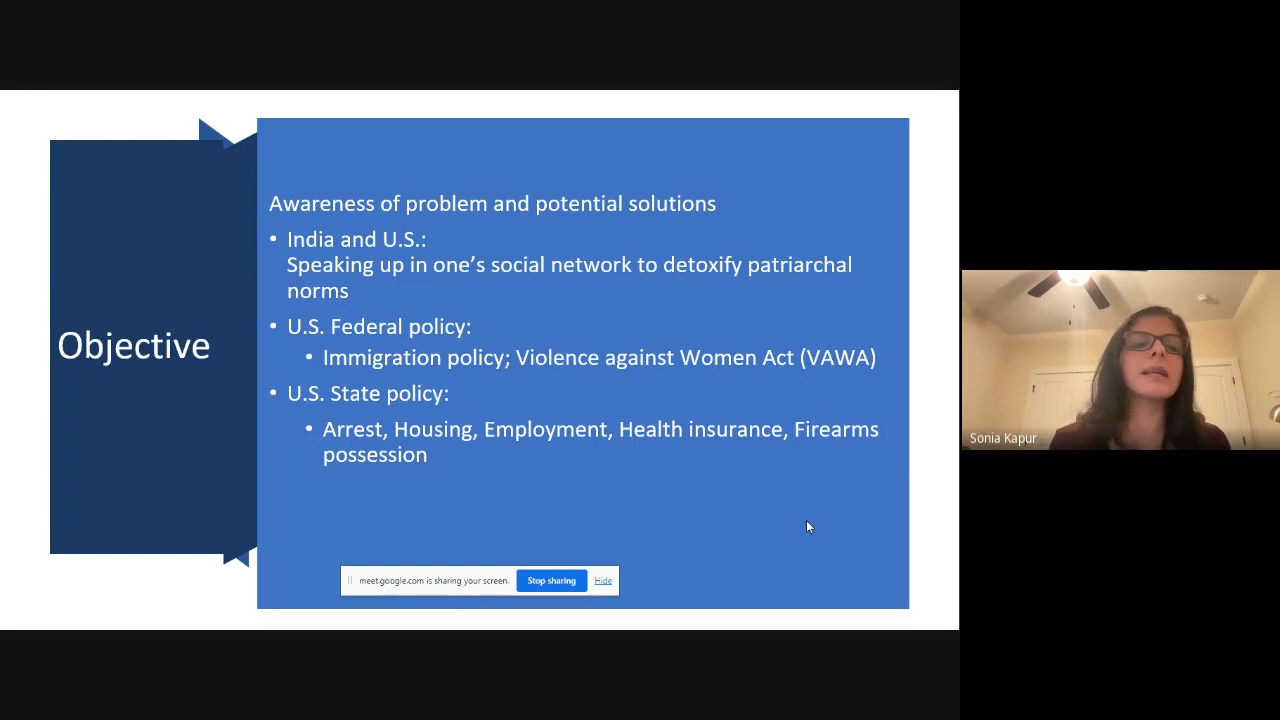 Objective
Awareness of problem and potential solutions
• India and U.S.:
Speaking up in one’s social network to detoxify patriarchal
norms
• U.S. Federal policy:
• Immigration policy; Violence against Women Act (VAWA)
• U.S. State policy:
• Arrest, Housing, Employment, Health insurance, Firearms
possession
meet.google.com is sharing your screen. Stop sharing Hide
Sonia Kapur